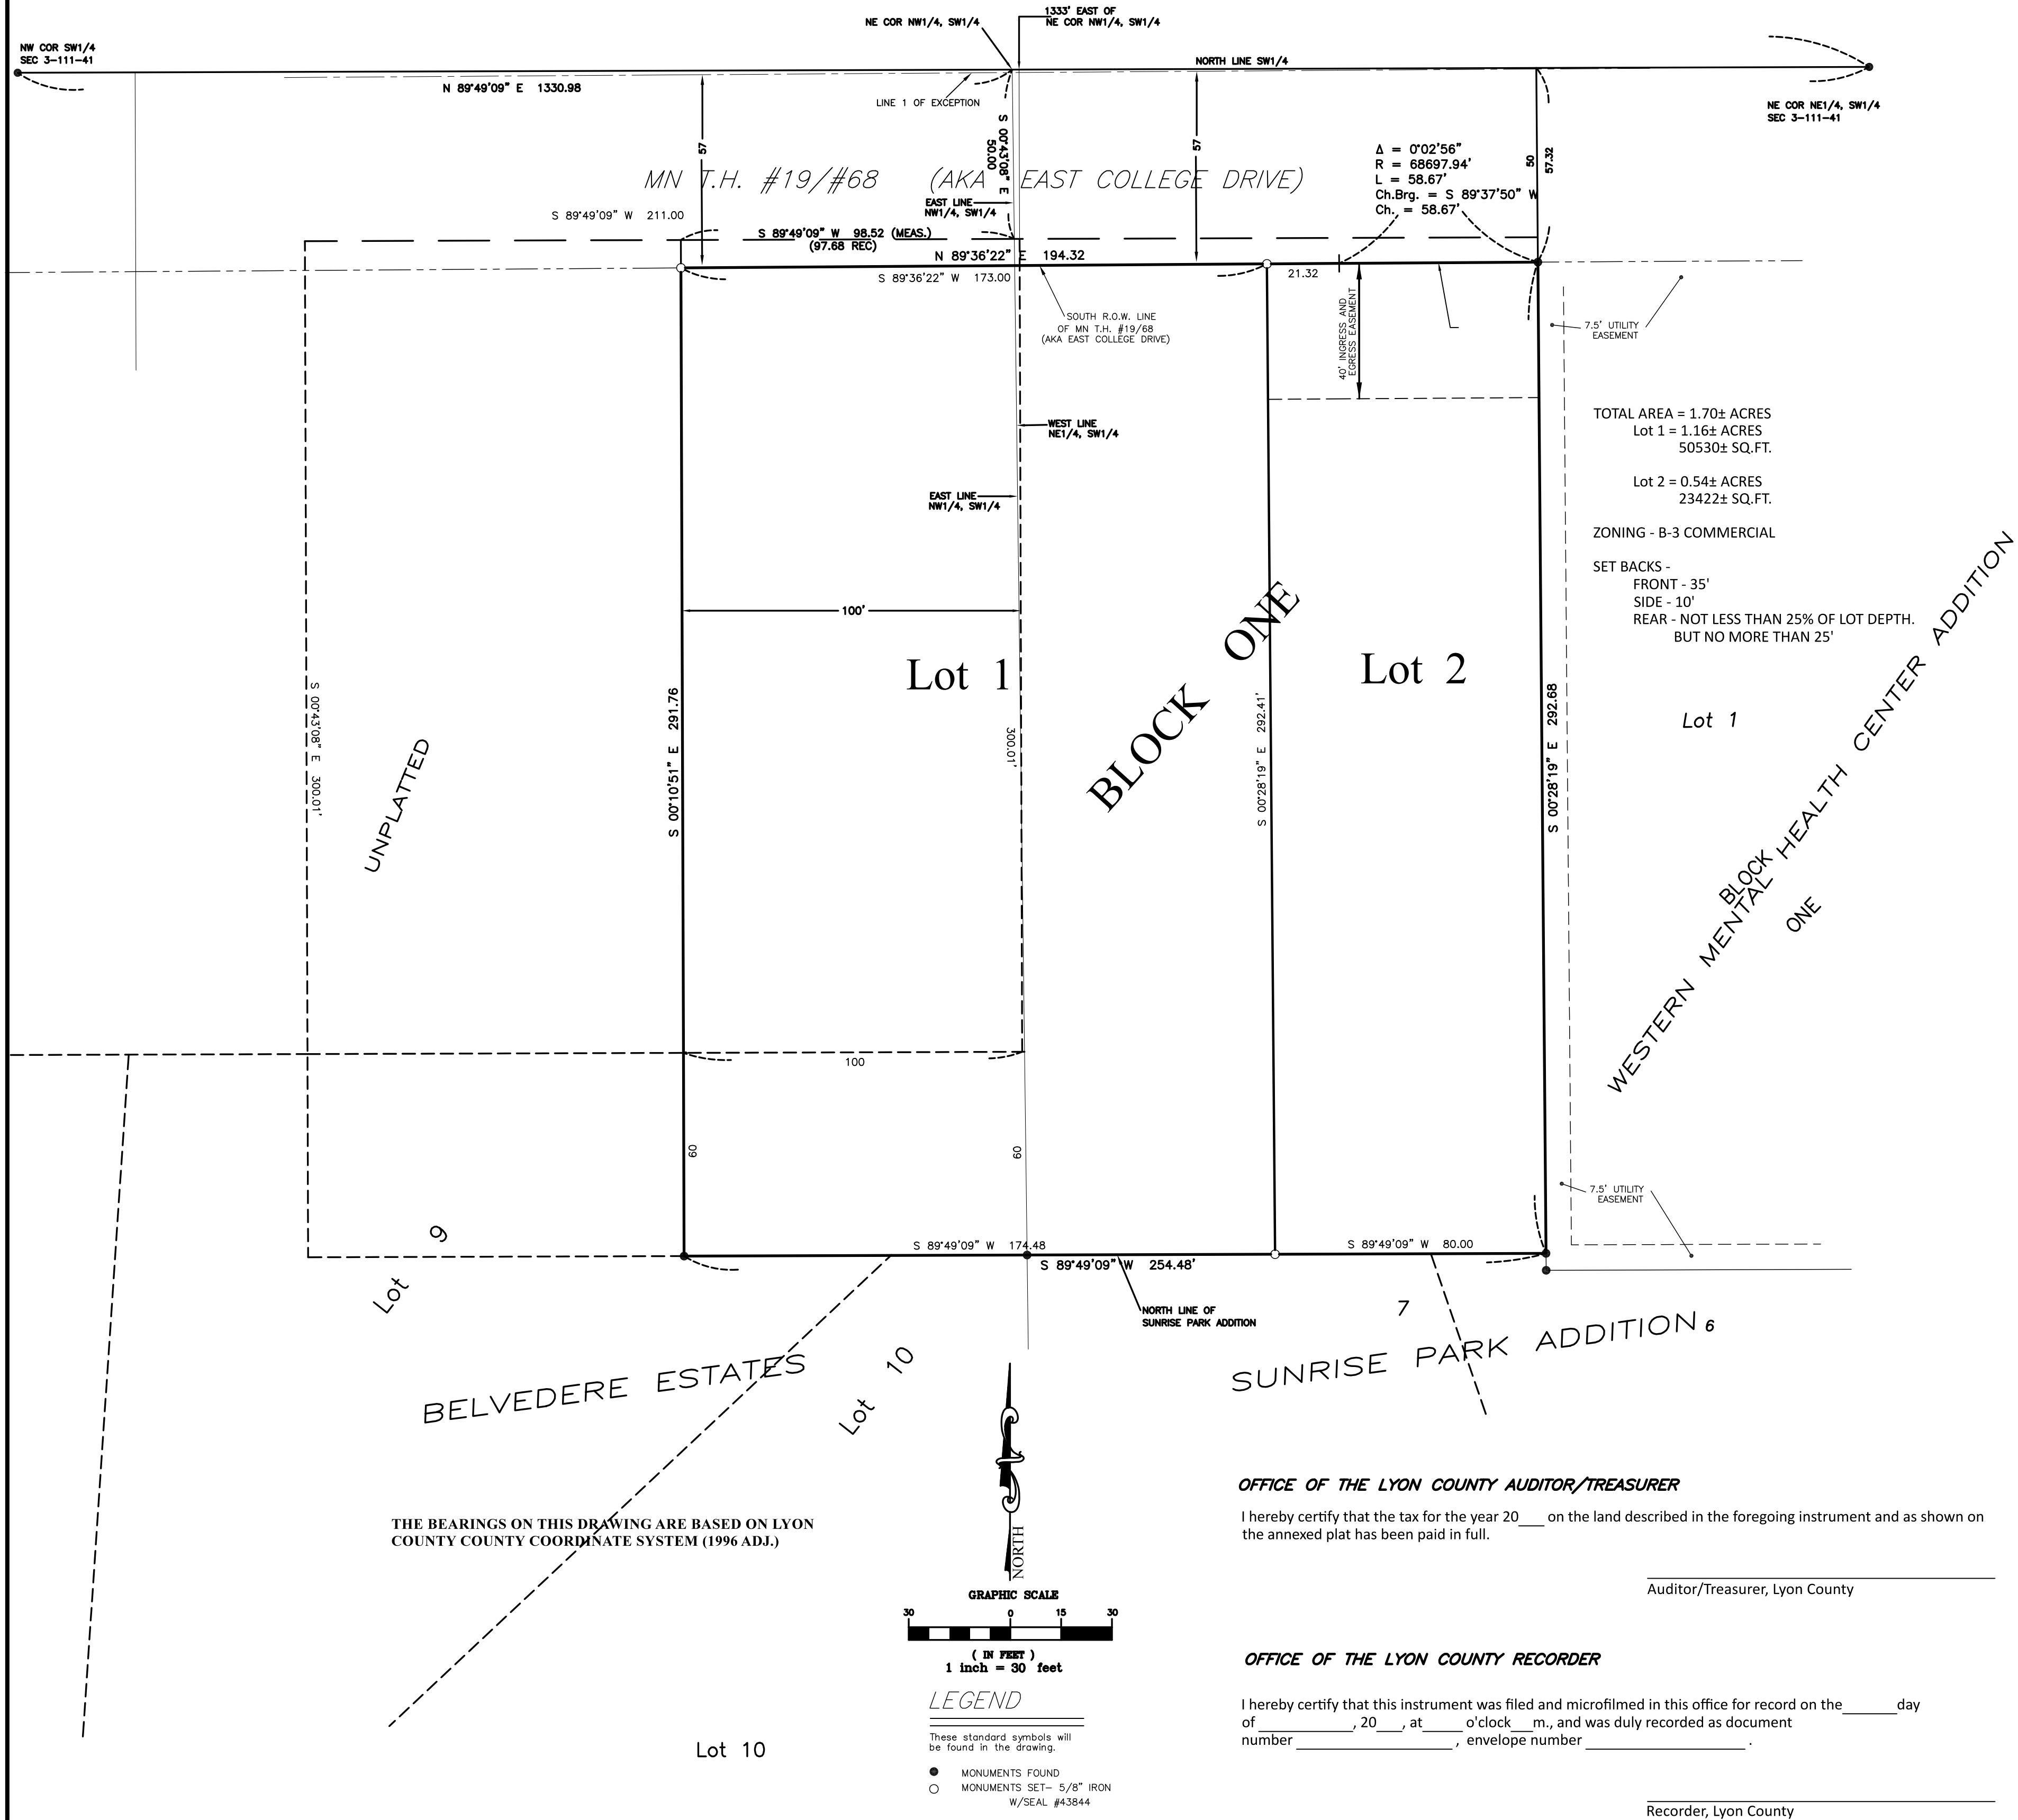 1333' EAST OF
NE COR NW1/4, SW1/4
NE COR NW1/4, SW1/4
NW COR SW1/4
SEC 3-111-41
NORTH LINE SW1/4
N 89°49'09" E 1330.98
LINE 1 OF EXCEPTION
NE COR NE1/4, SW1/4
SEC 3-111-41
57
S 00°43'08" E
50.00
57
50
57.32
Δ = 0°02'56"
R = 68697.94'
L = 58.67'
Ch.Brg. = S 89°37'50" W
Ch. = 58.67'
MN T.H. #19/#68 (AKA EAST COLLEGE DRIVE)
EAST LINE
NW1/4, SW1/4
S 89°49'09" W 211.00
S 89°49'09" W 98.52 (MEAS.)
(97.68 REC)
N 89°36'22" E 194.32
S 89°36'22" W 173.00
21.32
SOUTH R.O.W. LINE
OF MN T.H. #19/68
(AKA EAST COLLEGE DRIVE)
40' INGRESS AND
EGRESS EASEMENT
7.5' UTILITY
EASEMENT
WEST LINE
NE1/4, SW1/4
EAST LINE
NW1/4, SW1/4
TOTAL AREA = 1.70± ACRES
Lot 1 = 1.16± ACRES
50530± SQ.FT.
Lot 2 = 0.54± ACRES
23422± SQ.FT.
ZONING - B-3 COMMERCIAL
SET BACKS -
FRONT - 35'
SIDE - 10'
REAR - NOT LESS THAN 25% OF LOT DEPTH.
BUT NO MORE THAN 25'
100'
Lot 1
BLOCK ONE
Lot 2
Lot 1
S 00°43'08" E 300.01'
UNPLATTED
S 00°10'51" E 291.76
300.01'
S 00°28'19" E 292.41'
S 00°28'19" E 292.68
WESTERN MENTAL HEALTH CENTER ADDITION
BLOCK
ONE
100
60
60
7.5' UTILITY
EASEMENT
S 89°49'09" W 174.48
S 89°49'09" W 80.00
S 89°49'09" W 254.48'
NORTH LINE OF
SUNRISE PARK ADDITION
Lot 9
7
SUNRISE PARK ADDITION
6
BELVEDERE ESTATES
Lot 10
THE BEARINGS ON THIS DRAWING ARE BASED ON LYON
COUNTY COUNTY COORDINATE SYSTEM (1996 ADJ.)
NORTH
GRAPHIC SCALE
30 0 15 30
( IN FEET )
1 inch = 30 feet
LEGEND
These standard symbols will
be found in the drawing.
MONUMENTS FOUND
MONUMENTS SET- 5/8" IRON
W/SEAL #43844
Lot 10
OFFICE OF THE LYON COUNTY AUDITOR/TREASURER
I hereby certify that the tax for the year 20___ on the land described in the foregoing instrument and as shown on
the annexed plat has been paid in full.
Auditor/Treasurer, Lyon County
OFFICE OF THE LYON COUNTY RECORDER
I hereby certify that this instrument was filed and microfilmed in this office for record on the_______day
of ____________, 20___, at_____ o'clock___m., and was duly recorded as document
number ____________________ , envelope number ____________________ .
Recorder, Lyon County